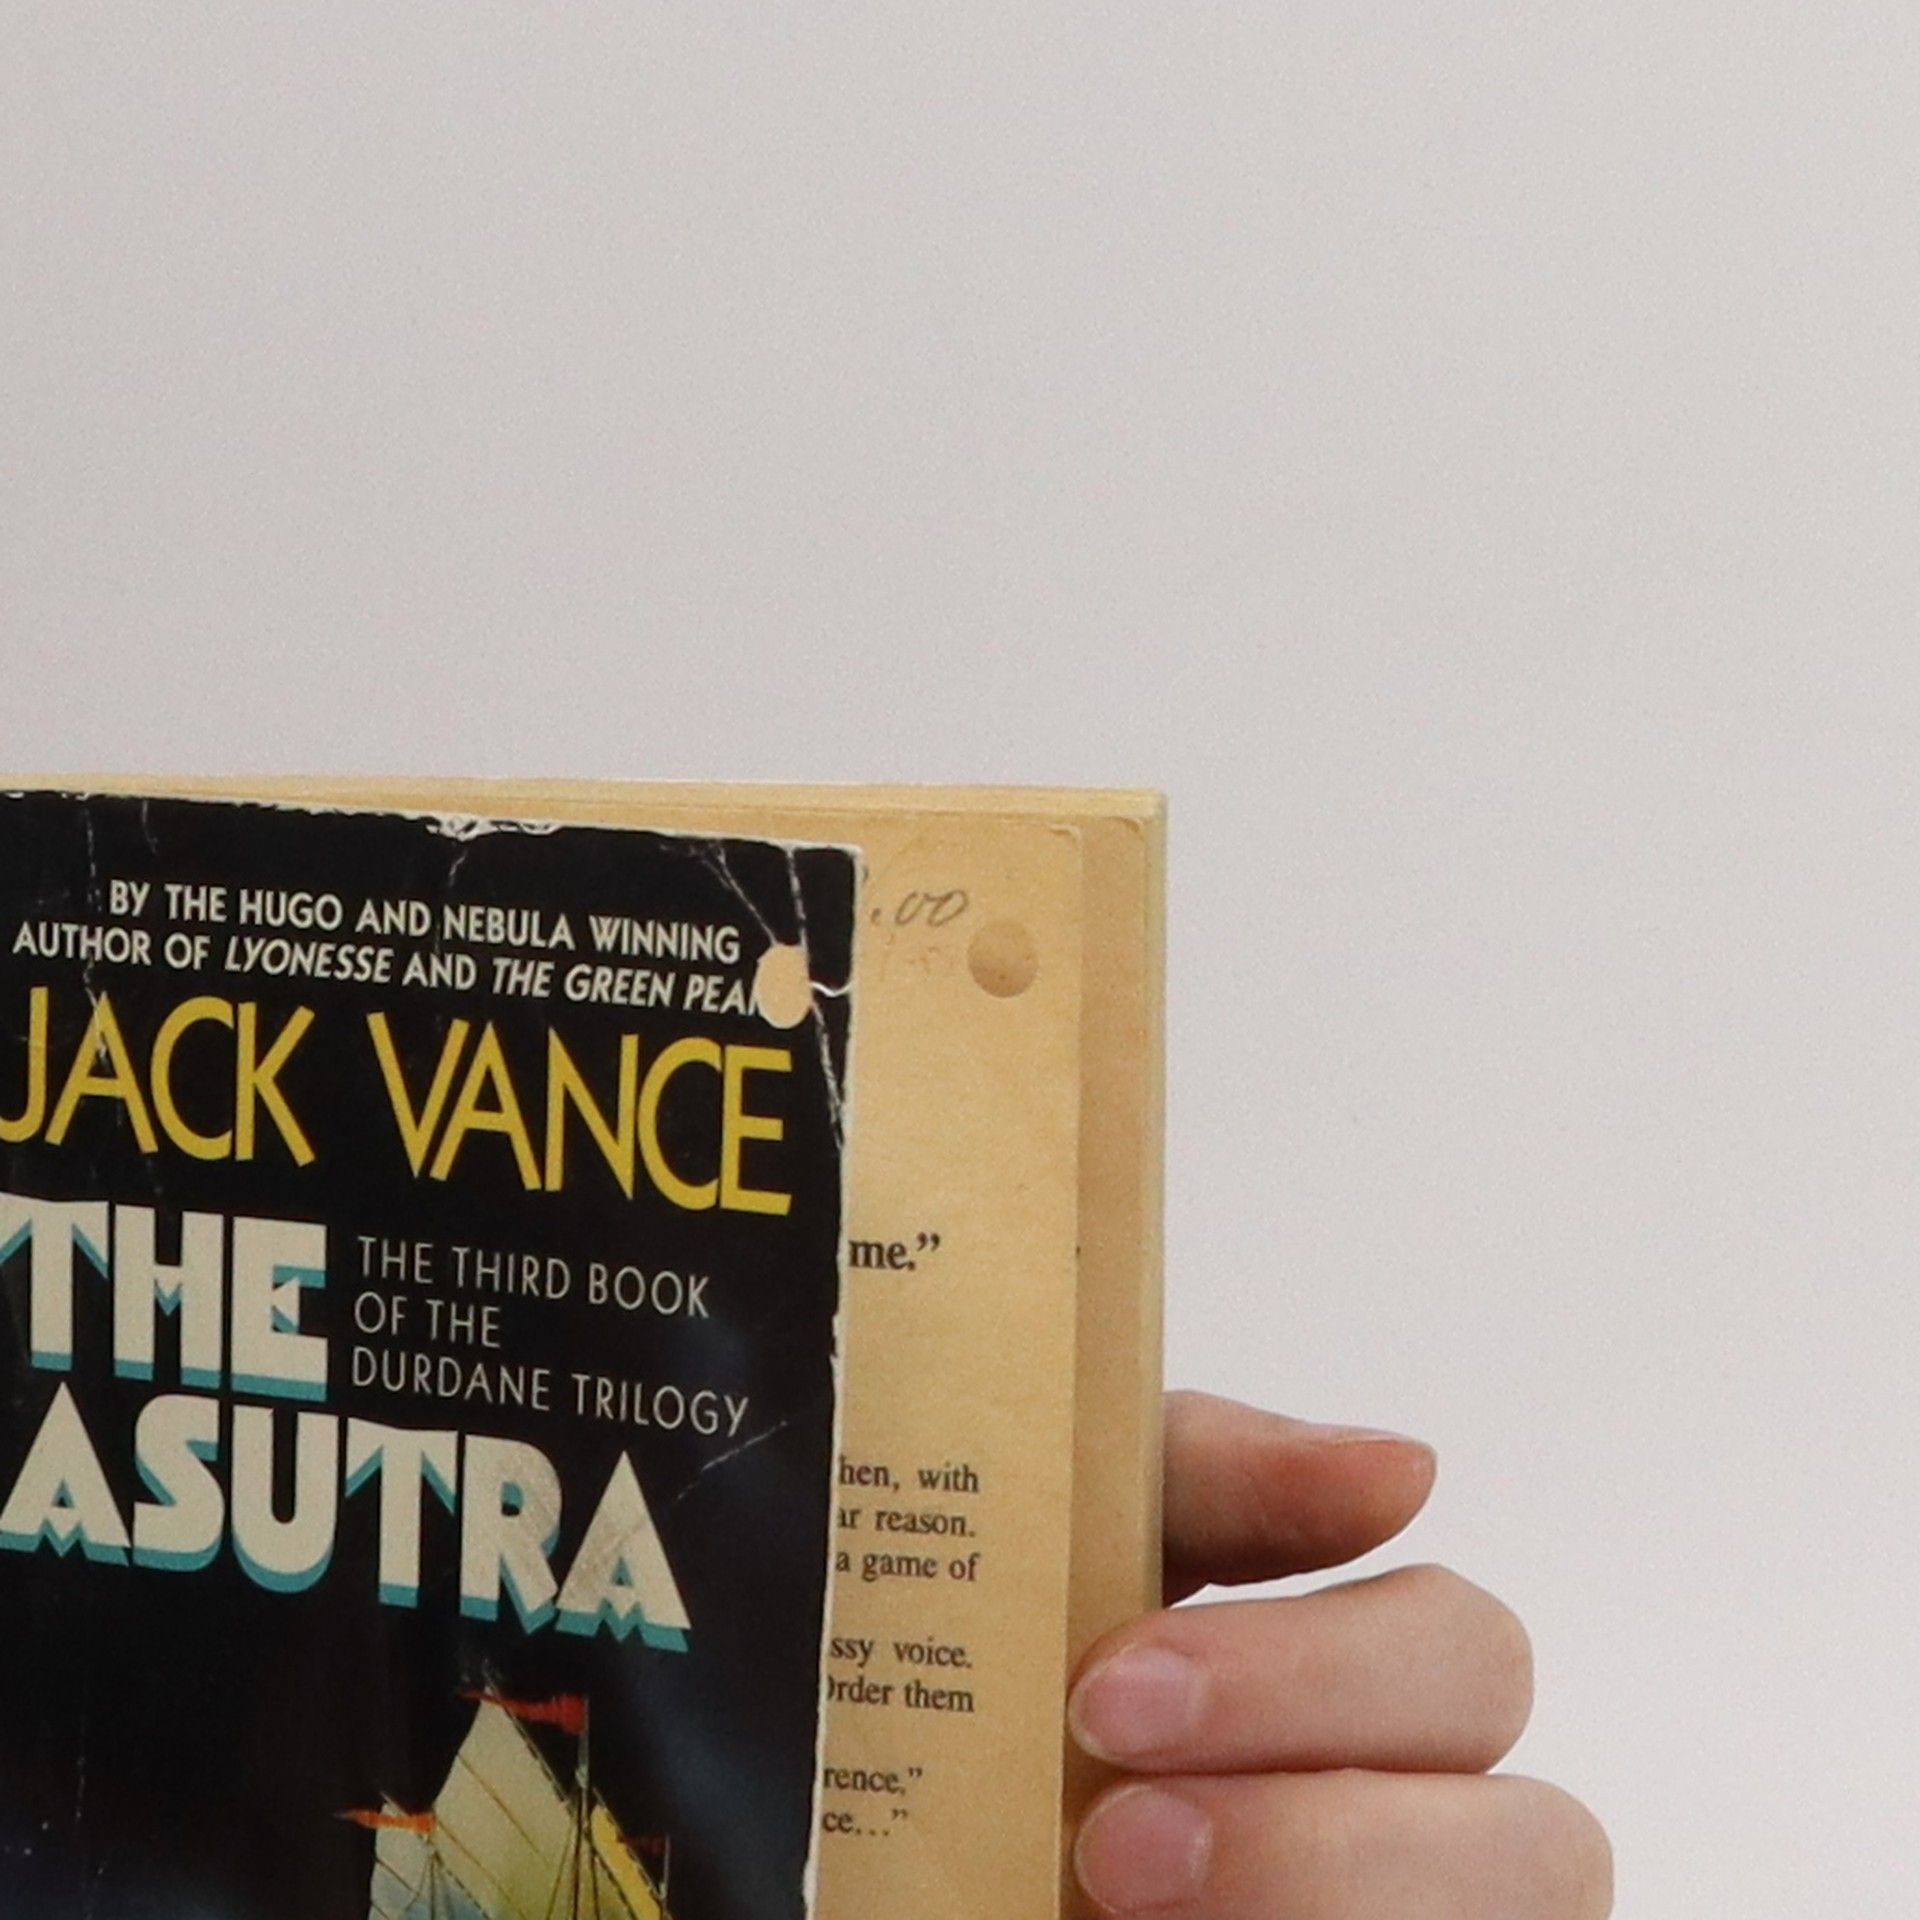 BY THE HUGO AND NEBULA WINNING
AUTHOR OF LYONESSE AND THE GREEN PEA
JACK VANCE
THE
THE THIRD BOOK
OF THE
DURDANE TRILOGY
ASUTRA
.00
me.”
hen, with
ar reason.
a game of
ssy voice.
Order them
rence.”
ce...”